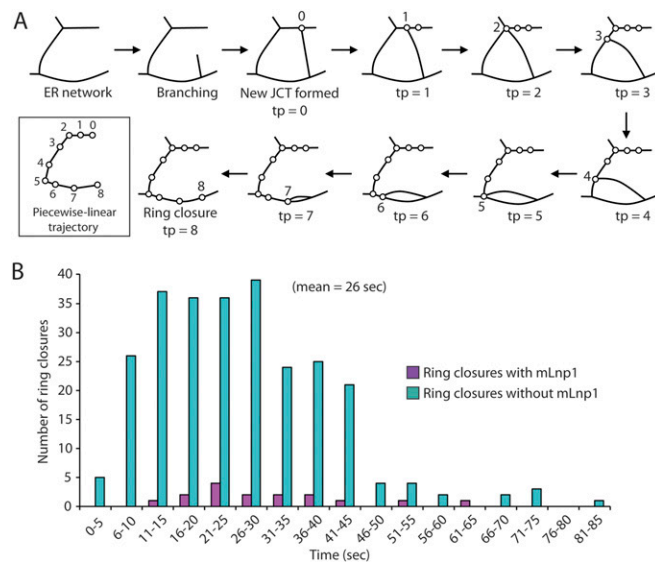 A
0
1
2
3
ER network
Branching
New JCT formed
tp = 0
tp = 1
tp = 2
tp = 3
2 1 0
3
4
5
6 7 8
Piecewise-linear
trajectory
8
Ring closure
tp = 8
7
tp = 7
6
tp = 6
5
tp = 5
4
tp = 4
B
Number of ring closures
40
35
30
25
20
15
10
5
0
(mean = 26 sec)
Ring closures with mLnp1
Ring closures without mLnp1
0-5
6-10
11-15
16-20
21-25
26-30
31-35
36-40
41-45
46-50
51-55
56-60
61-65
66-70
71-75
76-80
81-85
Time (sec)